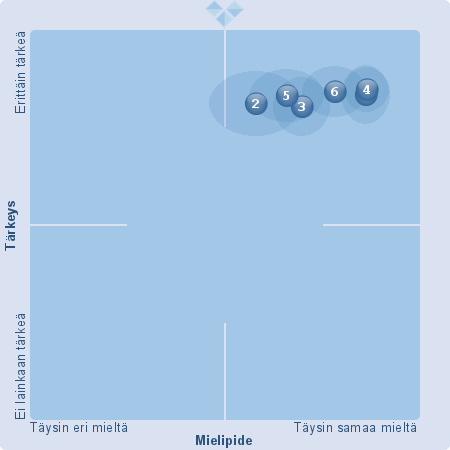 Erittäin tärkeä
2
5
3
6
4
Tärkeys
Ei lainkaan tärkeä
Täysin eri mieltä
Täysin samaa mieltä
Mielipide